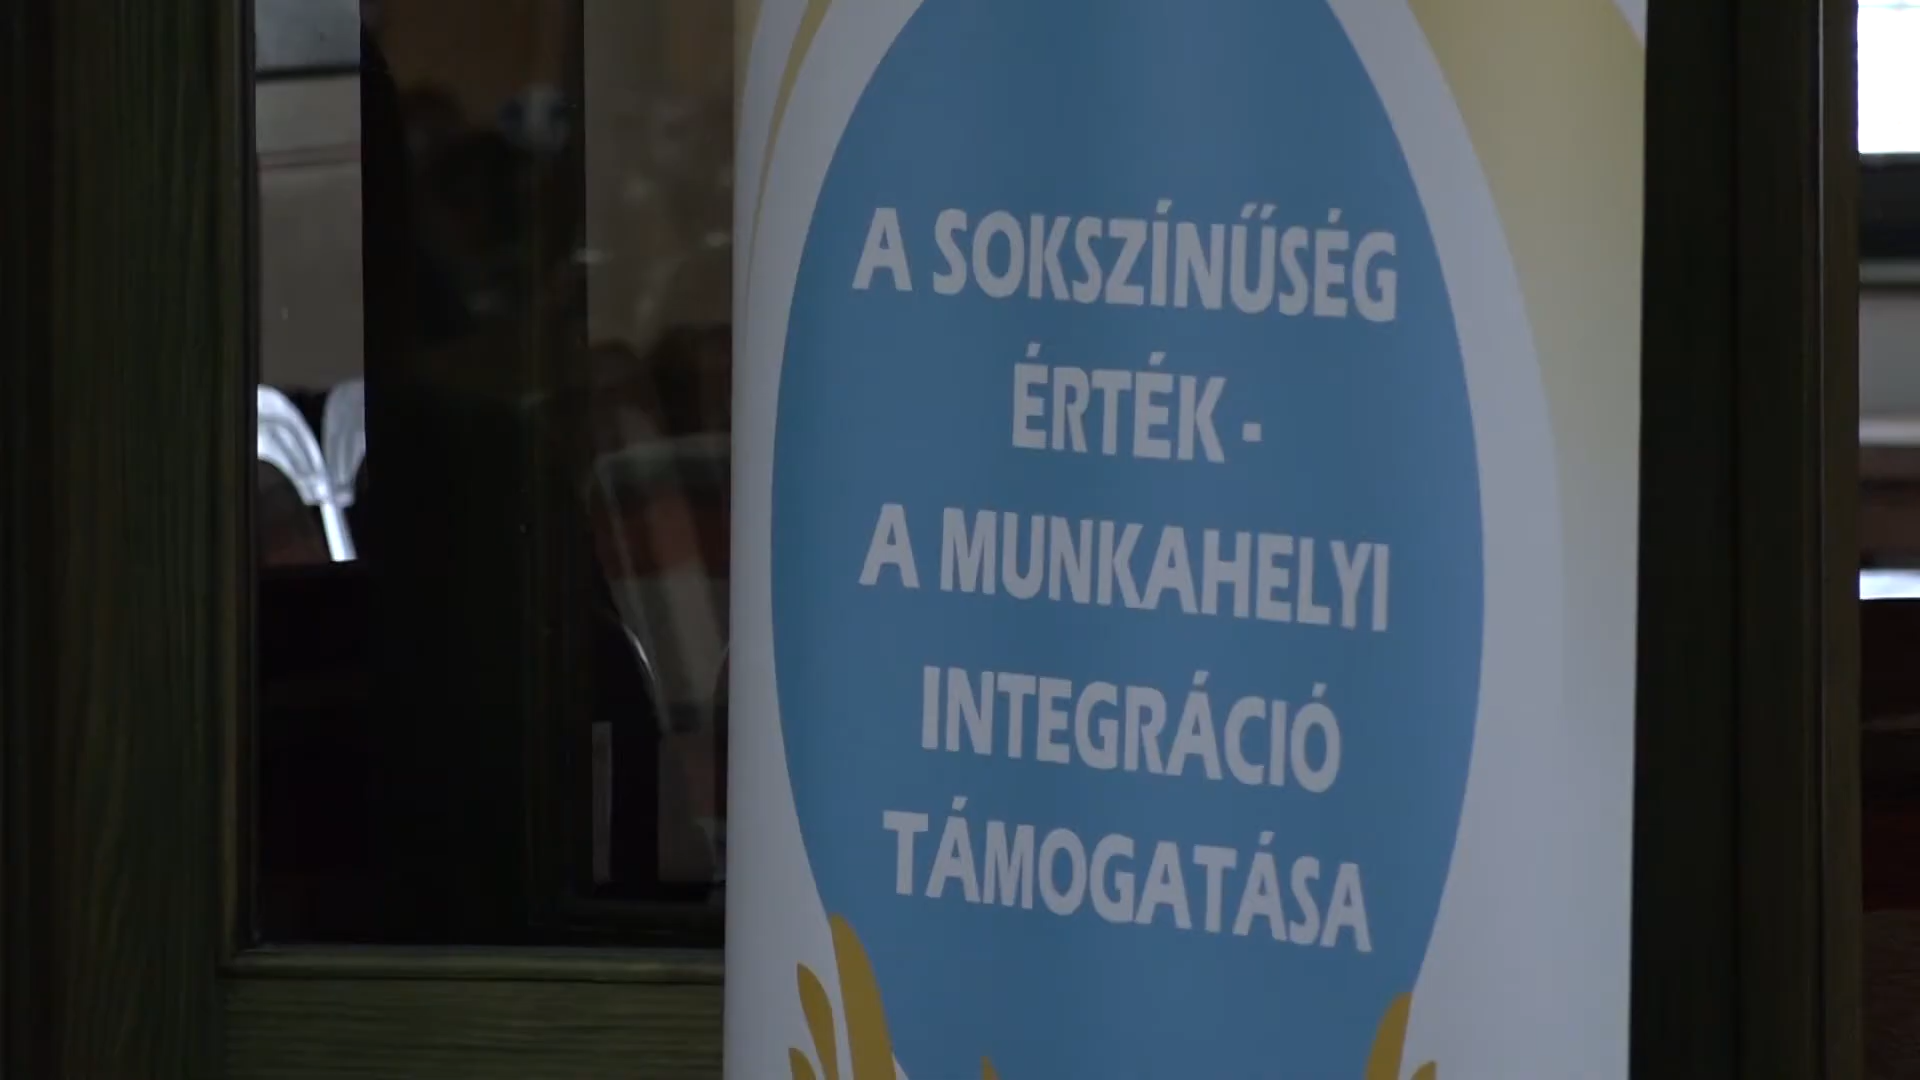 A SOKSZÍNŰSÉG
ÉRTÉK -
A MUNKAHELYI
INTEGRÁCIÓ
TÁMOGATÁSA